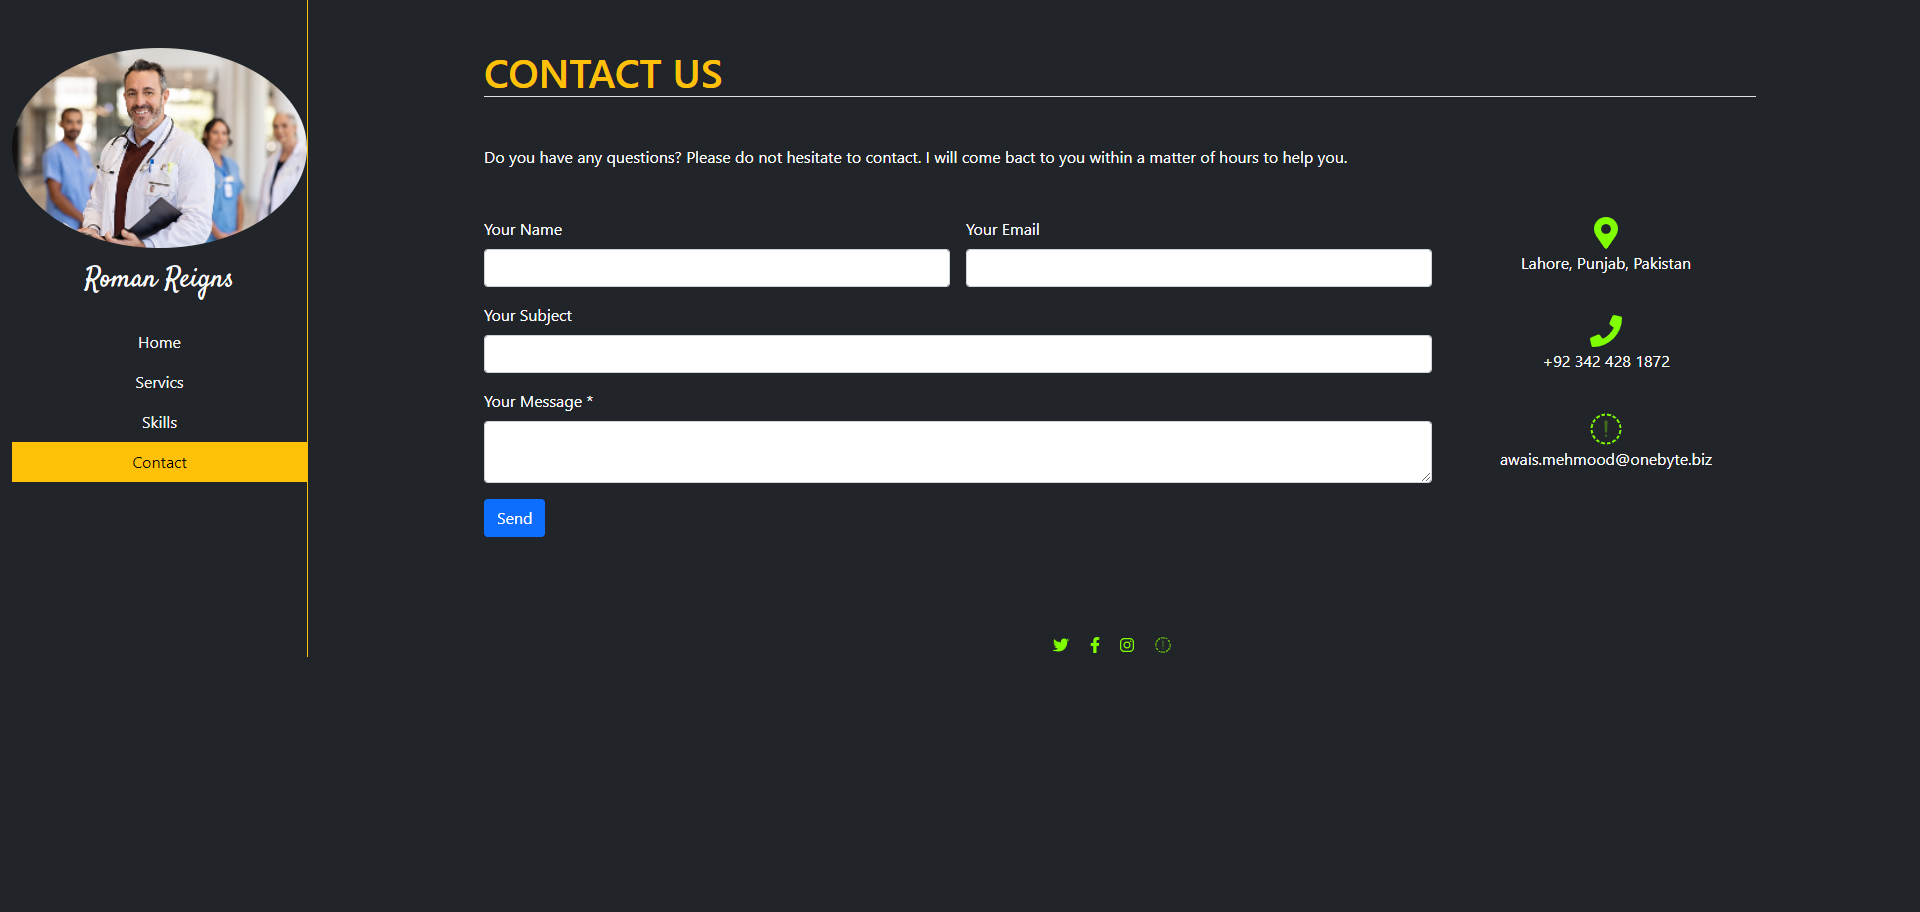 Roman Reigns
Home
Servics
Skills
Contact
CONTACT US
Do you have any questions? Please do not hesitate to contact. I will come bact to you within a matter of hours to help you.
Your Name
Your Email
Your Subject
Your Message *
Send
Lahore, Punjab, Pakistan
+92 342 428 1872
awais.mehmood@onebyte.biz